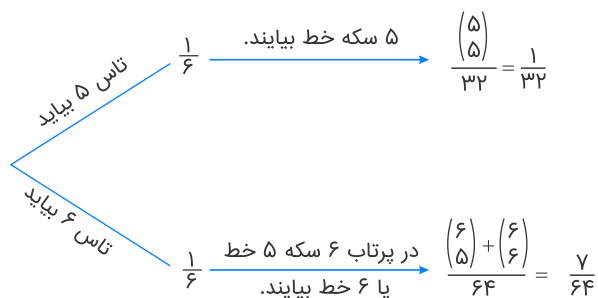 تاس ۵ بیاید
۱/۶
۵ سکه خط بیایند.
(۵ ۵)/۳۲ = ۱/۳۲
تاس ۶ بیاید
۱/۶
در پرتاب ۶ سکه ۵ خط
یا ۶ خط بیایند.
((۶ ۵) + (۶ ۶))/۶۴ = ۷/۶۴